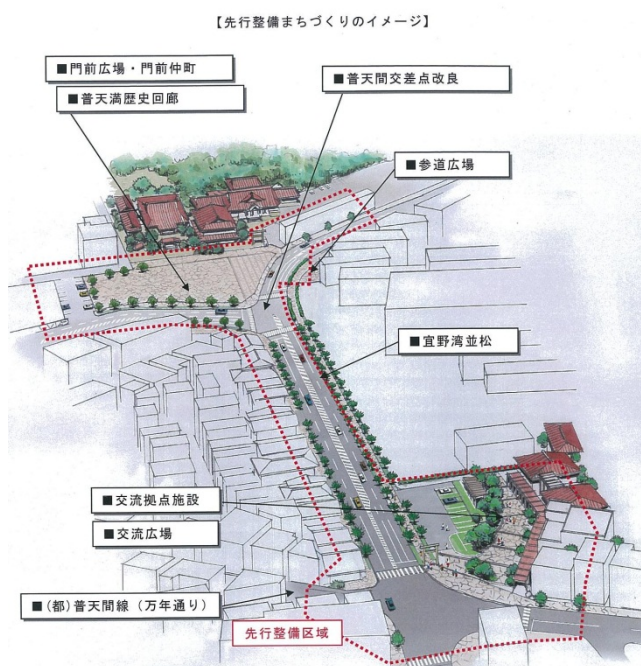 【先行整備まちづくりのイメージ】
■門前広場・門前仲町
■普天満歴史回廊
■普天間交差点改良
■参道広場
■宜野湾並松
■交流拠点施設
■交流広場
■(都)普天間線（万年通り）
先行整備区域